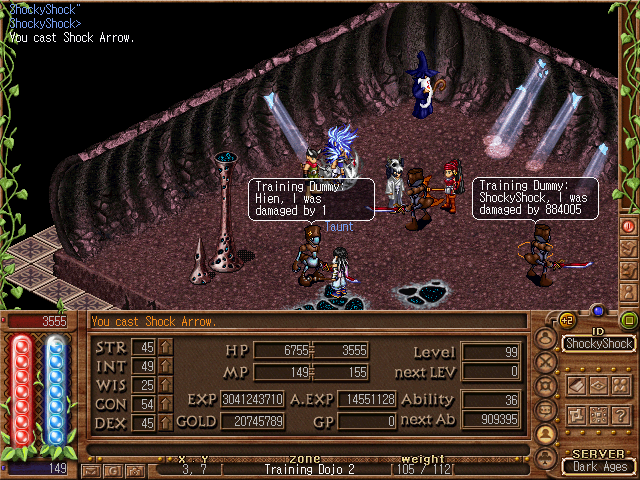 ShockyShock"
ShockyShock>
You cast Shock Arrow.
Training Dummy:
Hien, I was
damaged by 1
Training Dummy:
ShockyShock, I was
damaged by 884005
Taunt
3555
You cast Shock Arrow.
+2
ID
ShockyShock
STR 45
INT 49
WIS 25
CON 54
DEX 45
HP 6755 3555
MP 149 155
EXP 3041243710 A.EXP 14551128
GOLD 20745789 GP 0
Level 99
next LEV 0
Ability 36
next Ab 909395
149
x . y zone weight
3, 7 Training Dojo 2 105 / 112
G
?
SERVER
Dark Ages